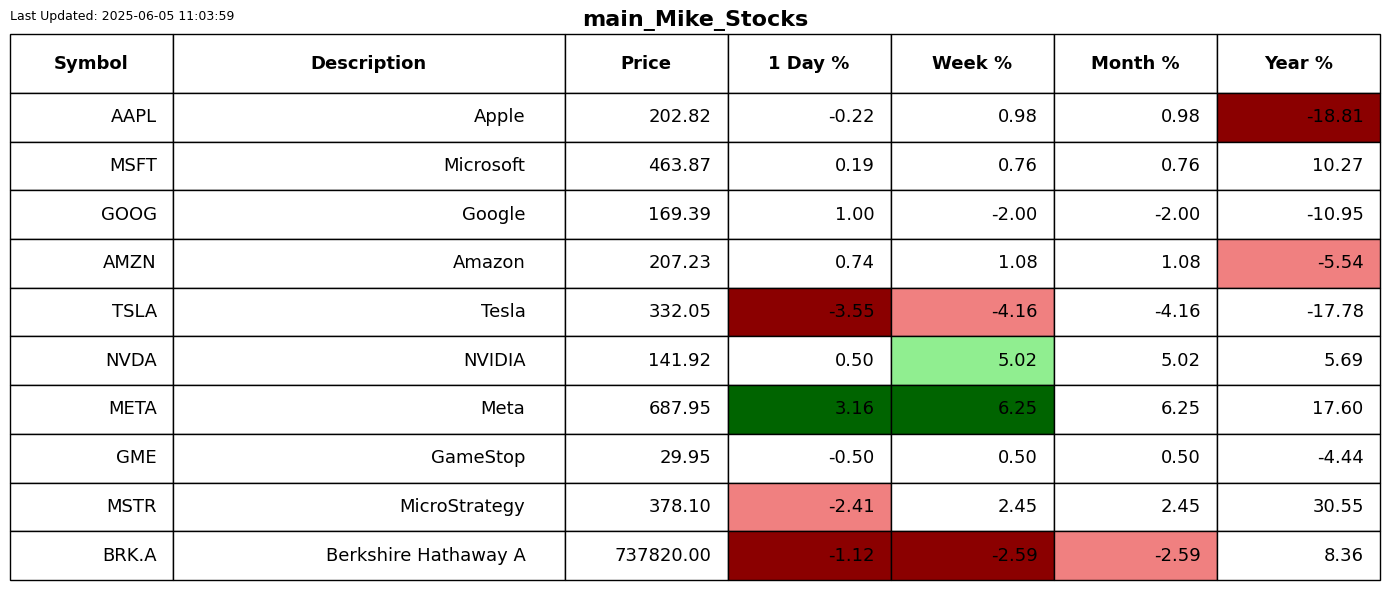 Last Updated: 2025-06-05 11:03:59
main_Mike_Stocks
Symbol Description Price 1 Day % Week % Month % Year %
AAPL Apple 202.82 -0.22 0.98 0.98 -18.81
MSFT Microsoft 463.87 0.19 0.76 0.76 10.27
GOOG Google 169.39 1.00 -2.00 -2.00 -10.95
AMZN Amazon 207.23 0.74 1.08 1.08 -5.54
TSLA Tesla 332.05 -3.55 -4.16 -4.16 -17.78
NVDA NVIDIA 141.92 0.50 5.02 5.02 5.69
META Meta 687.95 3.16 6.25 6.25 17.60
GME GameStop 29.95 -0.50 0.50 0.50 -4.44
MSTR MicroStrategy 378.10 -2.41 2.45 2.45 30.55
BRK.A Berkshire Hathaway A 737820.00 -1.12 -2.59 -2.59 8.36